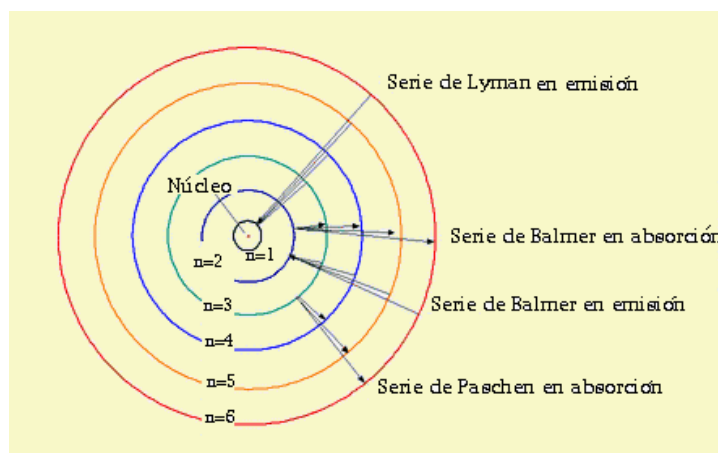 Serie de Lyman en emisión
Núcleo
Serie de Balmer en absorción
n=1
n=2
Serie de Balmer en emisión
n=3
n=4
n=5
Serie de Paschen en absorción
n=6